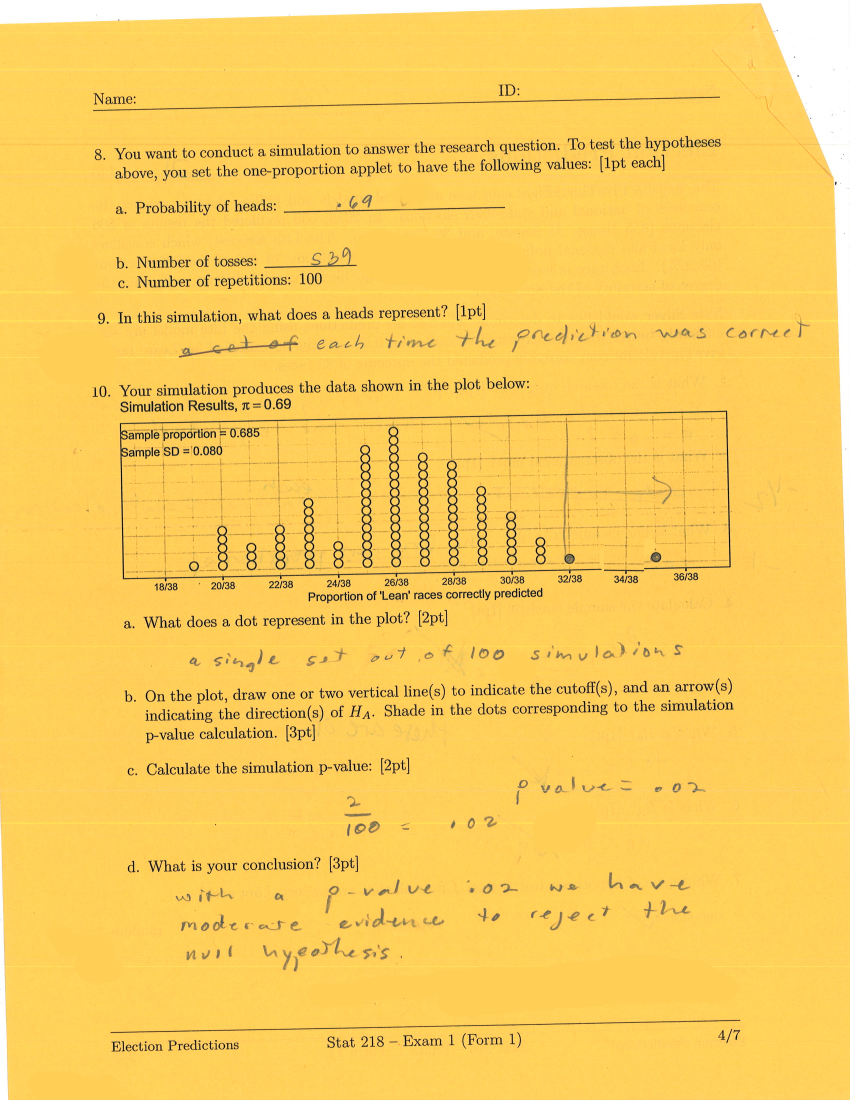 Name:
ID:
8. You want to conduct a simulation to answer the research question. To test the hypotheses
above, you set the one-proportion applet to have the following values: [1pt each]
a. Probability of heads: .69
b. Number of tosses: 539
c. Number of repetitions: 100
9. In this simulation, what does a heads represent? [1pt]
a set of each time the prediction was correct
10. Your simulation produces the data shown in the plot below:
Simulation Results, π = 0.69
Sample proportion = 0.685
Sample SD = 0.080
18/38 20/38 22/38 24/38 26/38 28/38 30/38 32/38 34/38 36/38
Proportion of 'Lean' races correctly predicted
a. What does a dot represent in the plot? [2pt]
a single set out of 100 simulations
b. On the plot, draw one or two vertical line(s) to indicate the cutoff(s), and an arrow(s)
indicating the direction(s) of H_A. Shade in the dots corresponding to the simulation
p-value calculation. [3pt]
c. Calculate the simulation p-value: [2pt]
p value = .02
2/100 = .02
d. What is your conclusion? [3pt]
with a p-value .02 we have
moderate evidence to reject the
null hypothesis.
Election Predictions
Stat 218 – Exam 1 (Form 1)
4/7